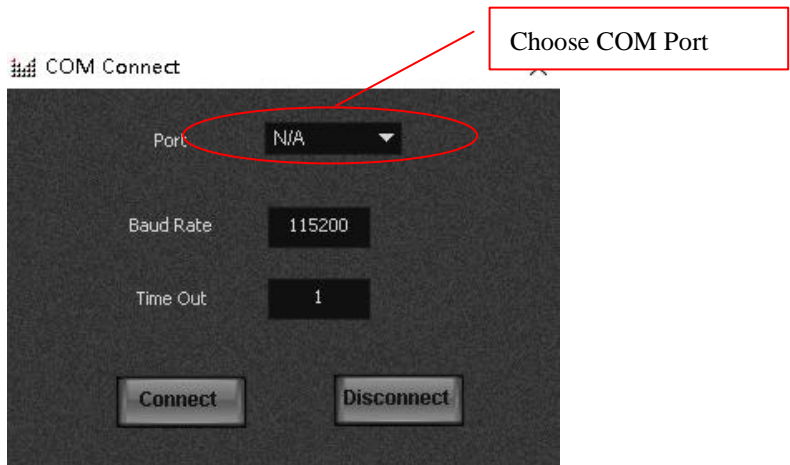 Choose COM Port
COM Connect
Port
N/A
Baud Rate
115200
Time Out
1
Connect
Disconnect